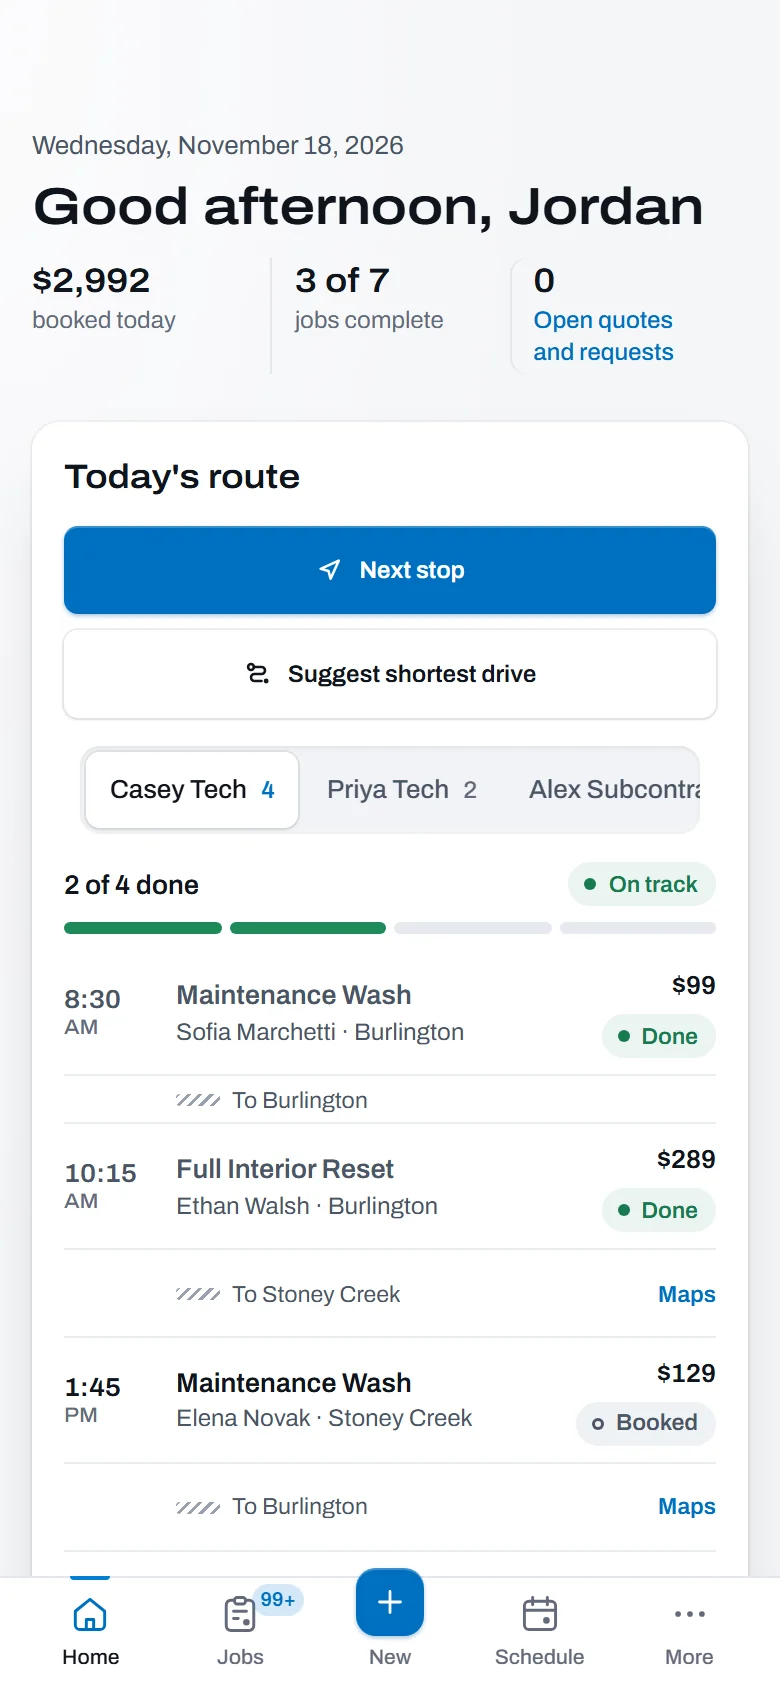 Wednesday, November 18, 2026
Good afternoon, Jordan
$2,992
booked today
3 of 7
jobs complete
0
Open quotes
and requests
Today's route
Next stop
Suggest shortest drive
Casey Tech 4
Priya Tech 2
Alex Subcontra
2 of 4 done
On track
8:30
AM
Maintenance Wash
Sofia Marchetti · Burlington
$99
Done
To Burlington
10:15
AM
Full Interior Reset
Ethan Walsh · Burlington
$289
Done
To Stoney Creek
Maps
1:45
PM
Maintenance Wash
Elena Novak · Stoney Creek
$129
Booked
To Burlington
Maps
Home
Jobs
99+
New
Schedule
More